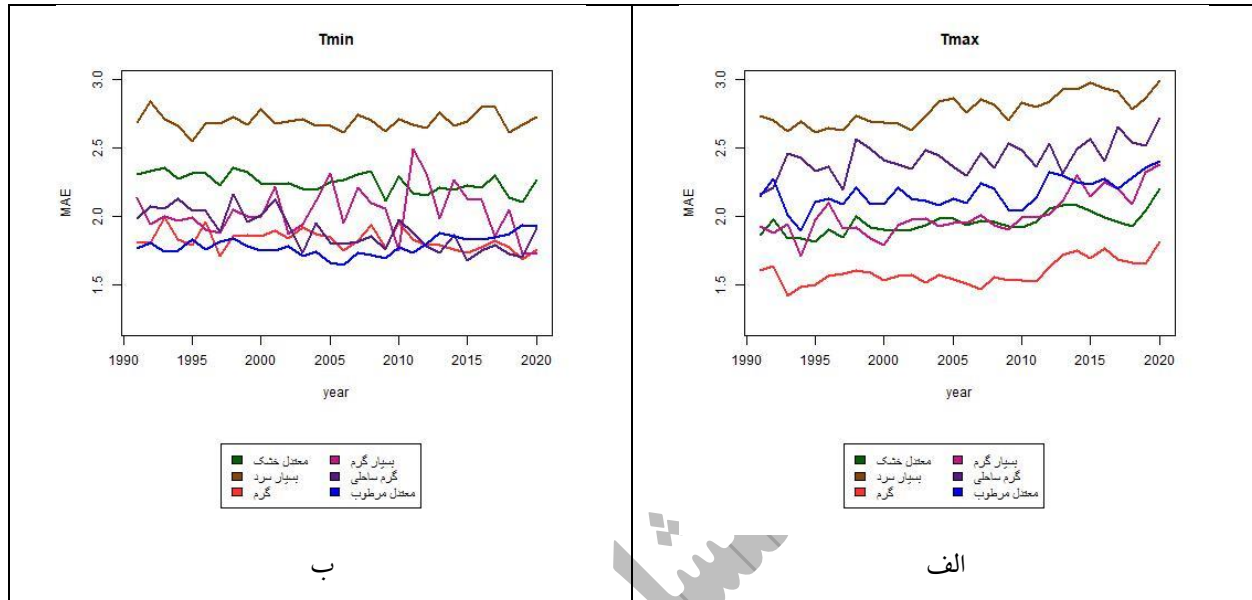 Tmax
MAE
3.0
2.5
2.0
1.5
1990 1995 2000 2005 2010 2015 2020
year
معتدل خشک بسیار گرم
بسیار سرد گرم ساحلی
گرم معتدل مرطوب
الف
Tmin
MAE
3.0
2.5
2.0
1.5
1990 1995 2000 2005 2010 2015 2020
year
معتدل خشک بسیار گرم
بسیار سرد گرم ساحلی
گرم معتدل مرطوب
ب